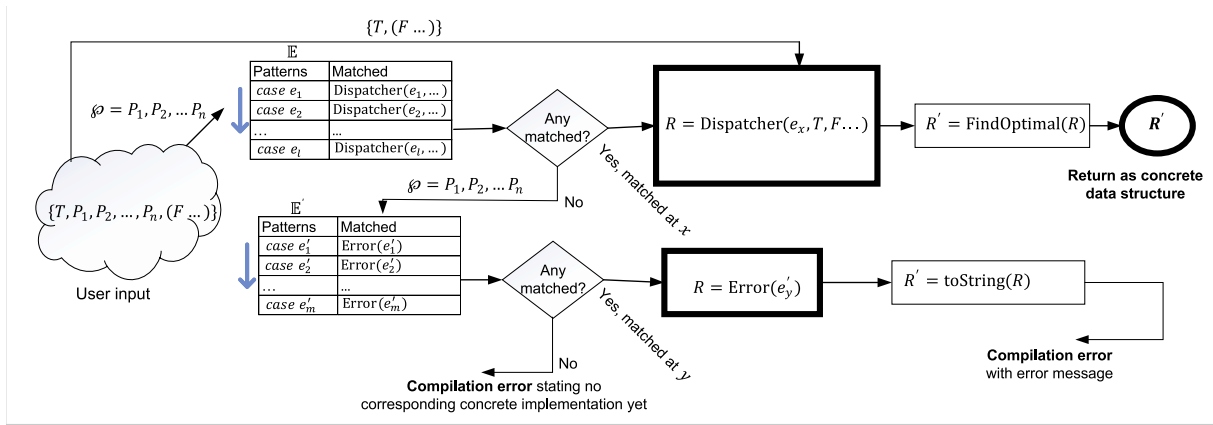 {T, (F …)}
𝔼
Patterns Matched
case e₁ Dispatcher(e₁, … )
case e₂ Dispatcher(e₂, … )
… ...
case eₗ Dispatcher(eₗ, … )
℘ = P₁, P₂, … Pₙ
{T, P₁, P₂, … , Pₙ, (F … )}
User input
Any
matched?
Yes, matched at x
No
R = Dispatcher(eₓ, T, F… )
R′ = FindOptimal(R)
R′
Return as concrete
data structure
℘ = P₁, P₂, … Pₙ
𝔼′
Patterns Matched
case e′₁ Error(e′₁)
case e′₂ Error(e′₂)
… ...
case e′ₘ Error(e′ₘ)
Any
matched?
Yes, matched at y
No
R = Error(e′ᵧ)
R′ = toString(R)
Compilation error
with error message
Compilation error stating no
corresponding concrete implementation yet